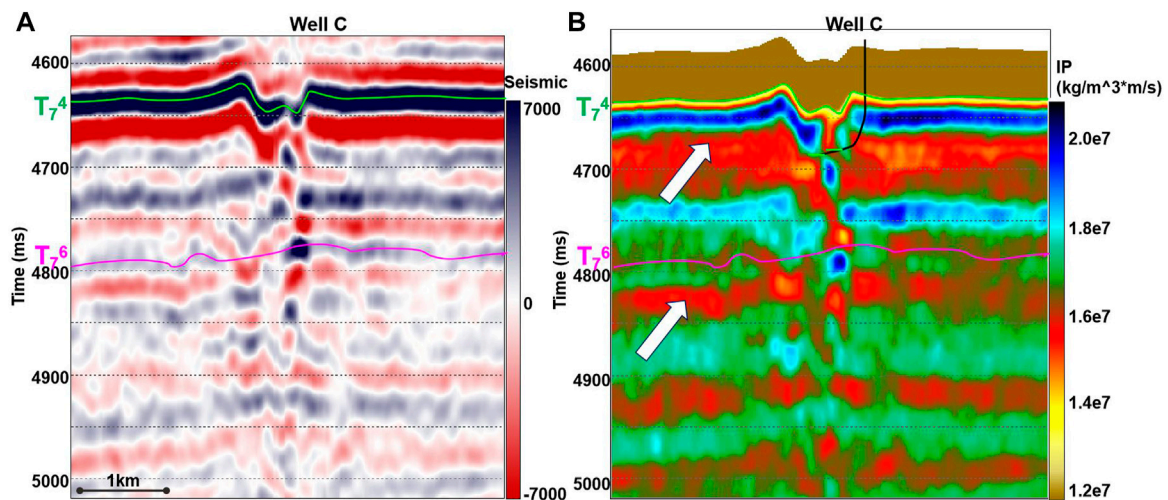 A
Well C
4600
4700
4800
4900
5000
Time (ms)
T₇⁴
T₇⁶
1km
Seismic
7000
0
-7000
B
Well C
4600
4700
4800
4900
5000
Time (ms)
T₇⁴
T₇⁶
IP
(kg/m^3*m/s)
2.0e7
1.8e7
1.6e7
1.4e7
1.2e7